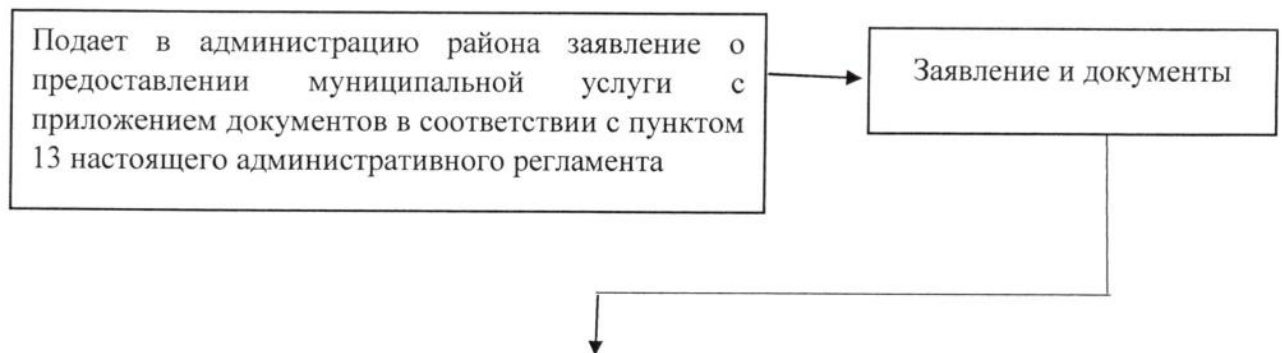 Подает в администрацию района заявление о
предоставлении муниципальной услуги с
приложением документов в соответствии с пунктом
13 настоящего административного регламента
Заявление и документы